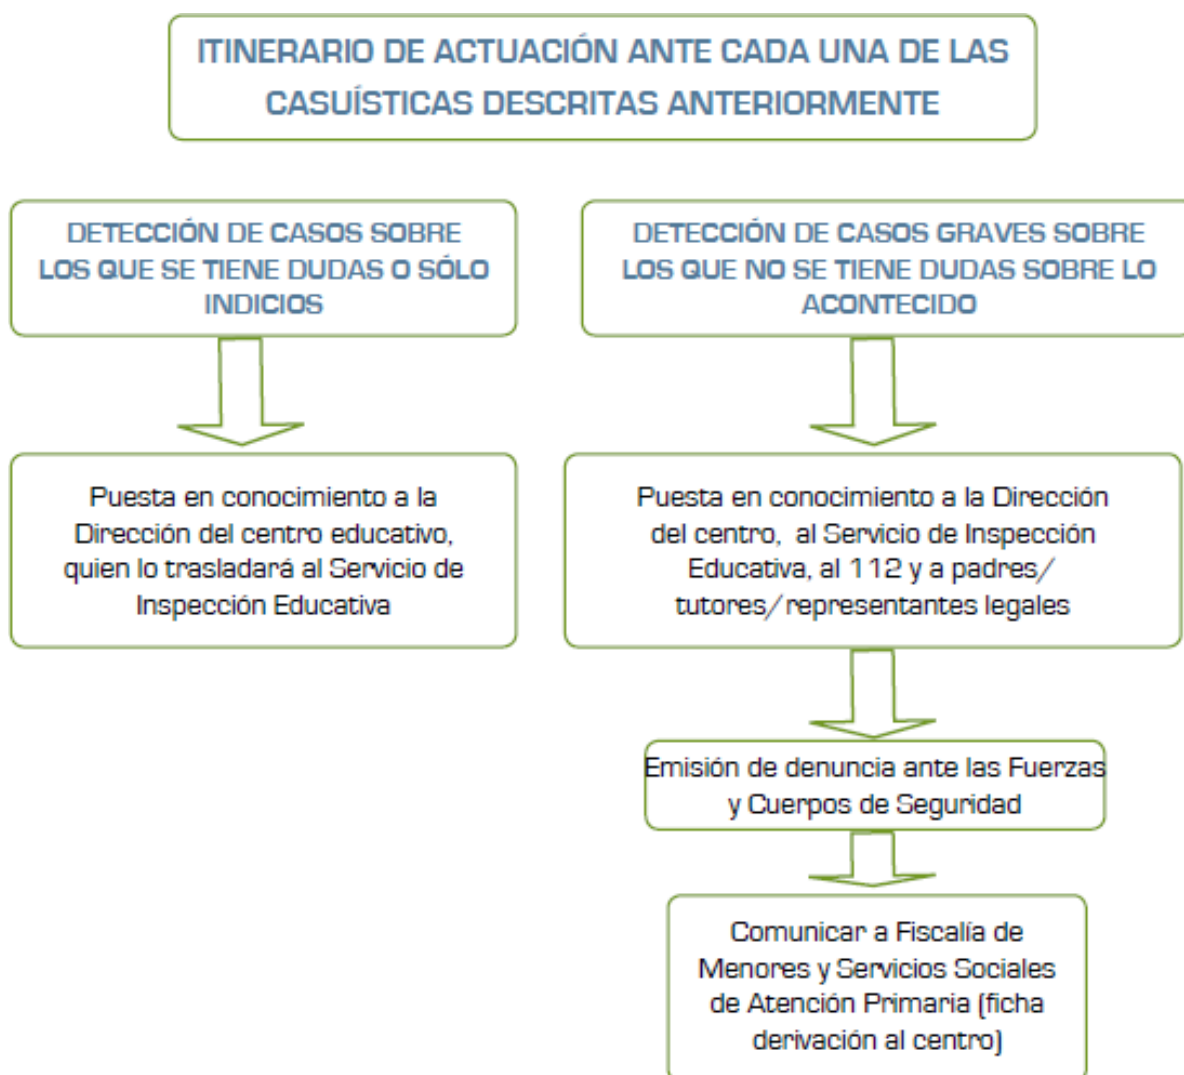 ITINERARIO DE ACTUACIÓN ANTE CADA UNA DE LAS
CASUÍSTICAS DESCRITAS ANTERIORMENTE
DETECCIÓN DE CASOS SOBRE
LOS QUE SE TIENE DUDAS O SÓLO
INDICIOS
Puesta en conocimiento a la
Dirección del centro educativo,
quien lo trasladará al Servicio de
Inspección Educativa
DETECCIÓN DE CASOS GRAVES SOBRE
LOS QUE NO SE TIENE DUDAS SOBRE LO
ACONTECIDO
Puesta en conocimiento a la Dirección
del centro, al Servicio de Inspección
Educativa, al 112 y a padres/
tutores/representantes legales
Emisión de denuncia ante las Fuerzas
y Cuerpos de Seguridad
Comunicar a Fiscalía de
Menores y Servicios Sociales
de Atención Primaria (ficha
derivación al centro)